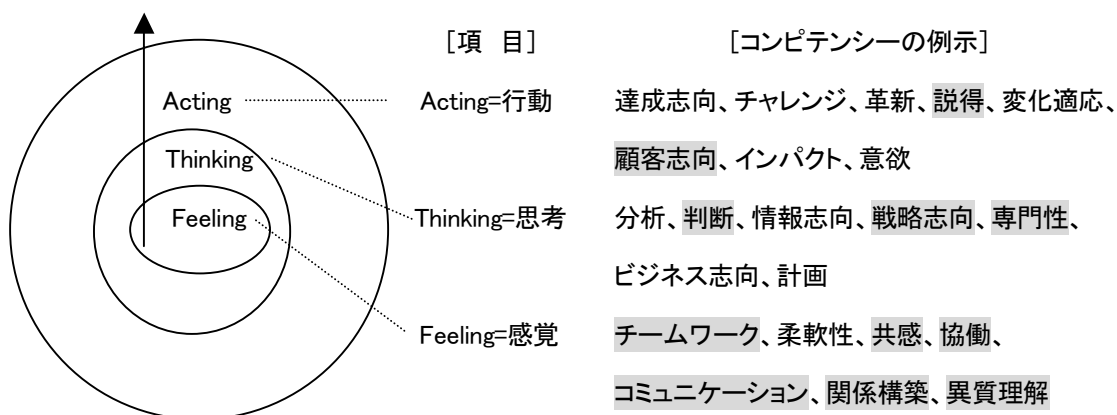 [項 目] [コンピテンシーの例示]
Acting Acting=行動 達成志向、チャレンジ、革新、説得、変化適応、
顧客志向、インパクト、意欲
Thinking
Feeling Thinking=思考 分析、判断、情報志向、戦略志向、専門性、
ビジネス志向、計画
Feeling=感覚 チームワーク、柔軟性、共感、協働、
コミュニケーション、関係構築、異質理解